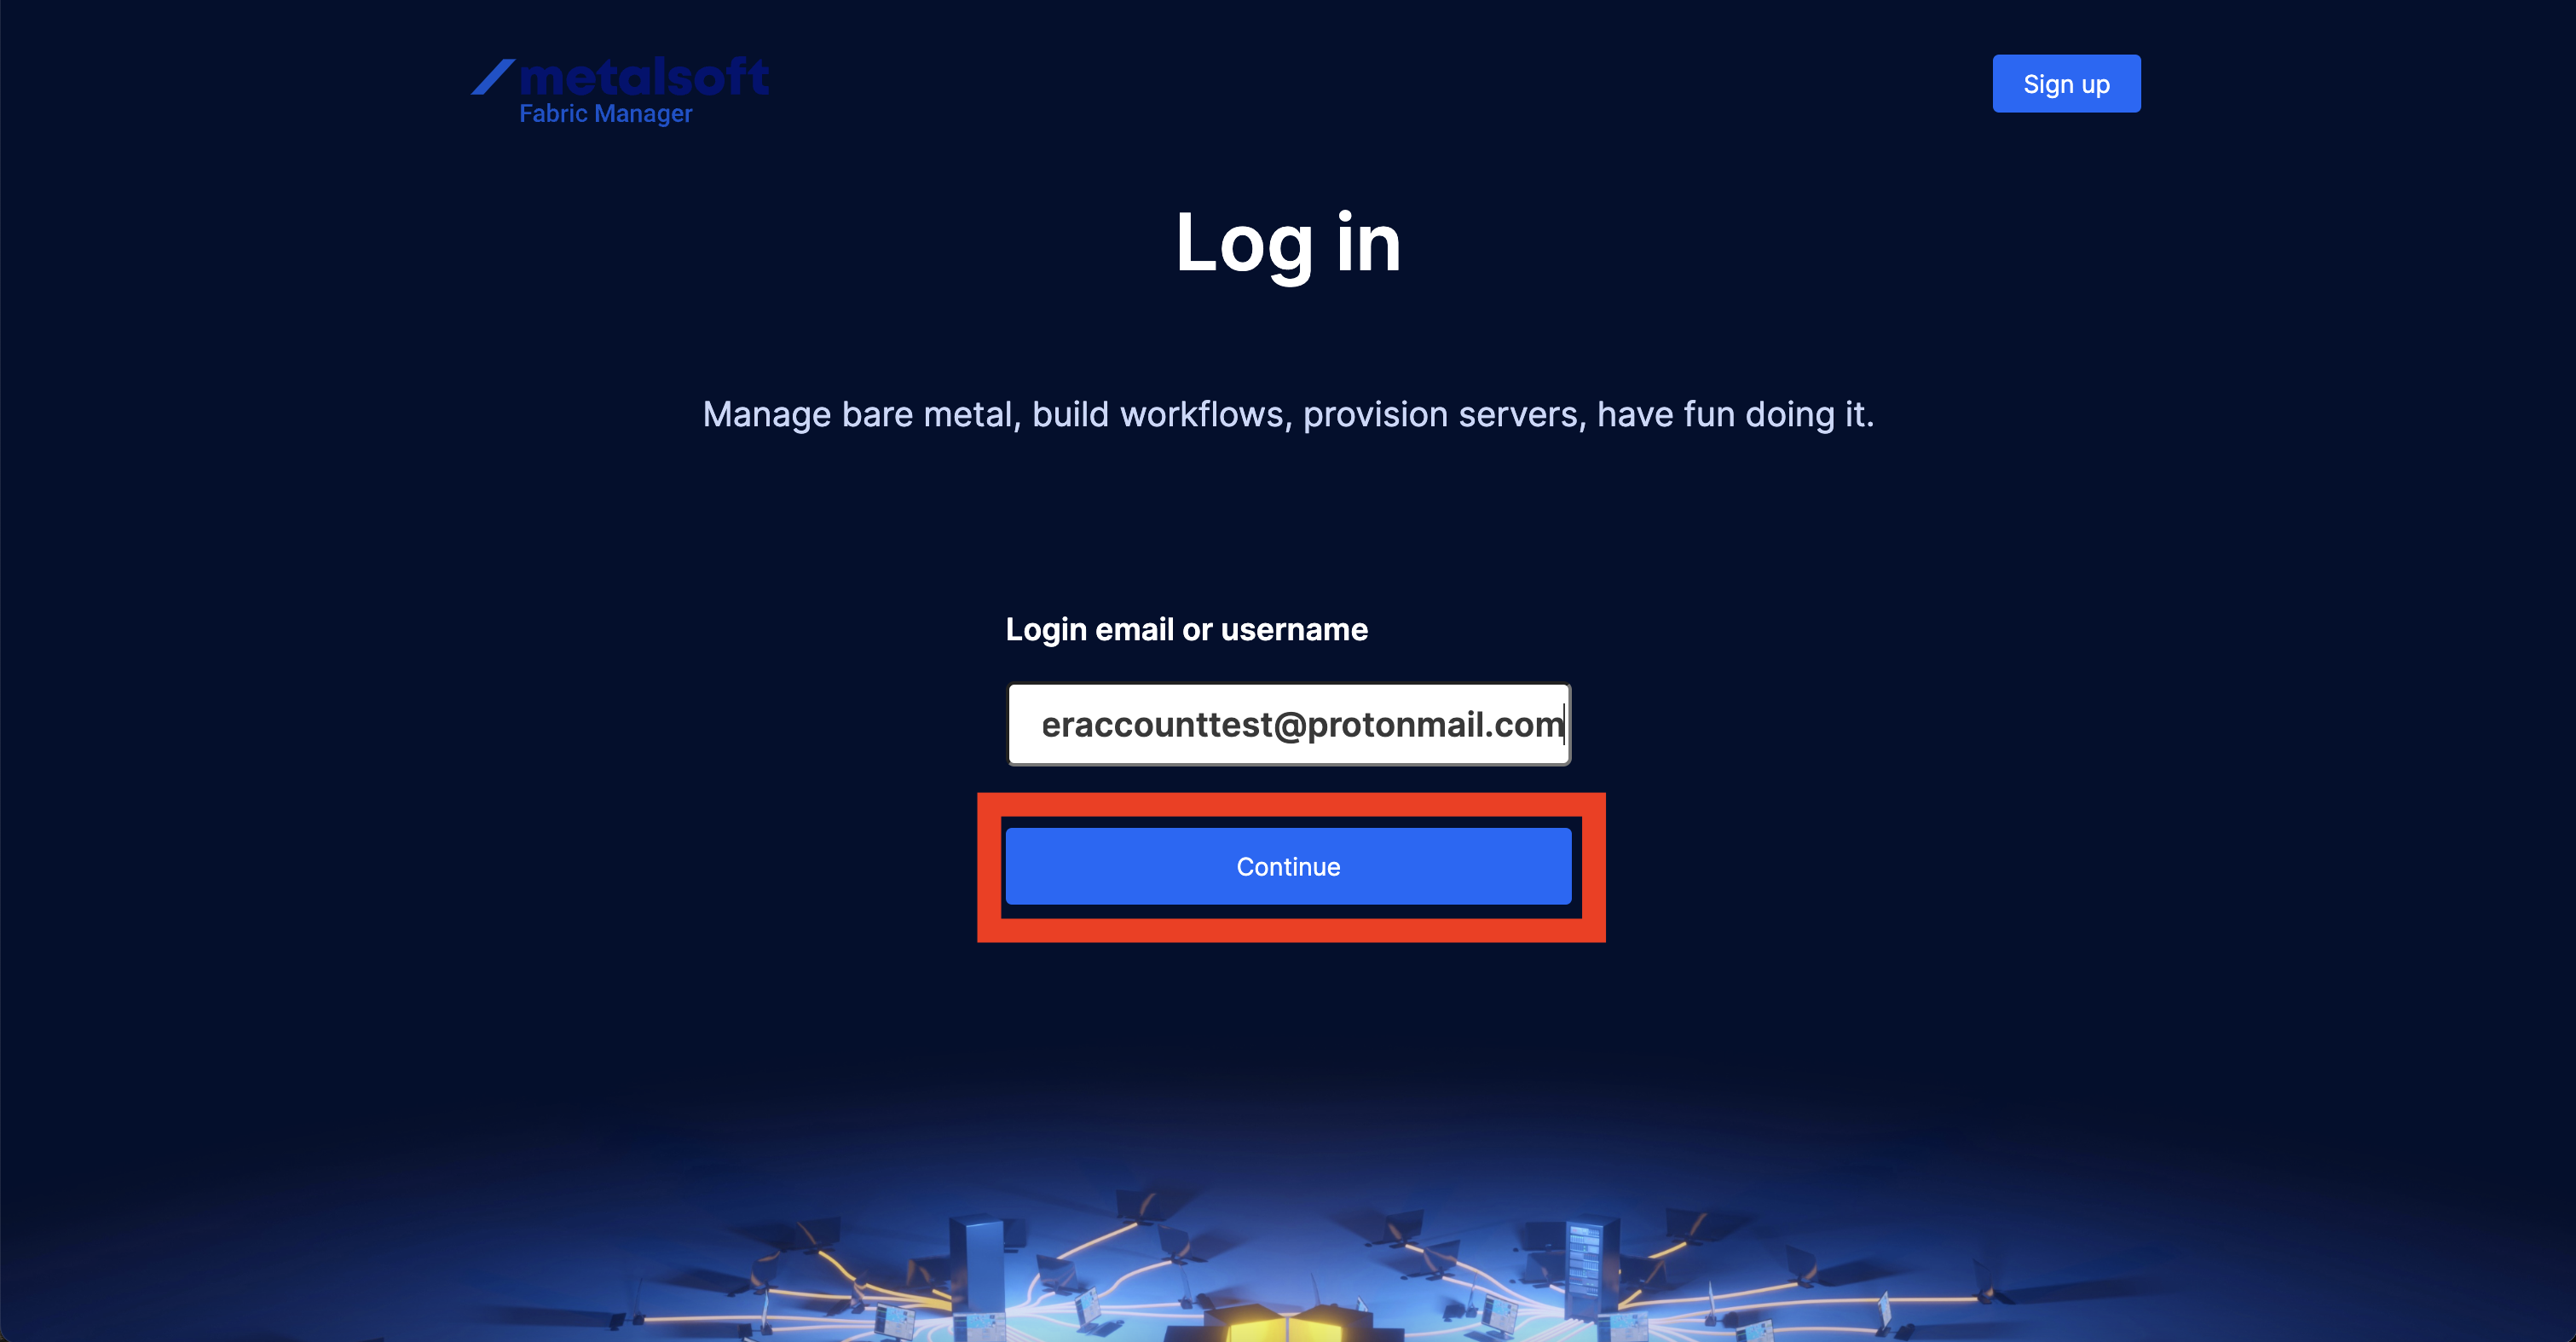 metalsoft
Fabric Manager
Sign up
Log in
Manage bare metal, build workflows, provision servers, have fun doing it.
Login email or username
eraccounttest@protonmail.com
Continue